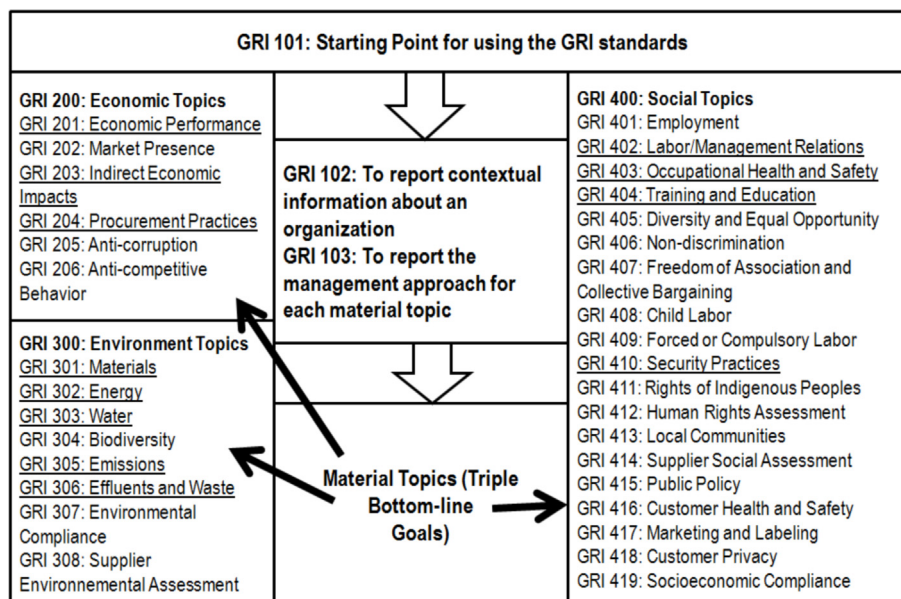 GRI 101: Starting Point for using the GRI standards
GRI 200: Economic Topics
GRI 201: Economic Performance
GRI 202: Market Presence
GRI 203: Indirect Economic
Impacts
GRI 204: Procurement Practices
GRI 205: Anti-corruption
GRI 206: Anti-competitive
Behavior
GRI 300: Environment Topics
GRI 301: Materials
GRI 302: Energy
GRI 303: Water
GRI 304: Biodiversity
GRI 305: Emissions
GRI 306: Effluents and Waste
GRI 307: Environmental
Compliance
GRI 308: Supplier
Environnemental Assessment
GRI 102: To report contextual
information about an
organization
GRI 103: To report the
management approach for
each material topic
Material Topics (Triple
Bottom-line
Goals)
GRI 400: Social Topics
GRI 401: Employment
GRI 402: Labor/Management Relations
GRI 403: Occupational Health and Safety
GRI 404: Training and Education
GRI 405: Diversity and Equal Opportunity
GRI 406: Non-discrimination
GRI 407: Freedom of Association and
Collective Bargaining
GRI 408: Child Labor
GRI 409: Forced or Compulsory Labor
GRI 410: Security Practices
GRI 411: Rights of Indigenous Peoples
GRI 412: Human Rights Assessment
GRI 413: Local Communities
GRI 414: Supplier Social Assessment
GRI 415: Public Policy
GRI 416: Customer Health and Safety
GRI 417: Marketing and Labeling
GRI 418: Customer Privacy
GRI 419: Socioeconomic Compliance